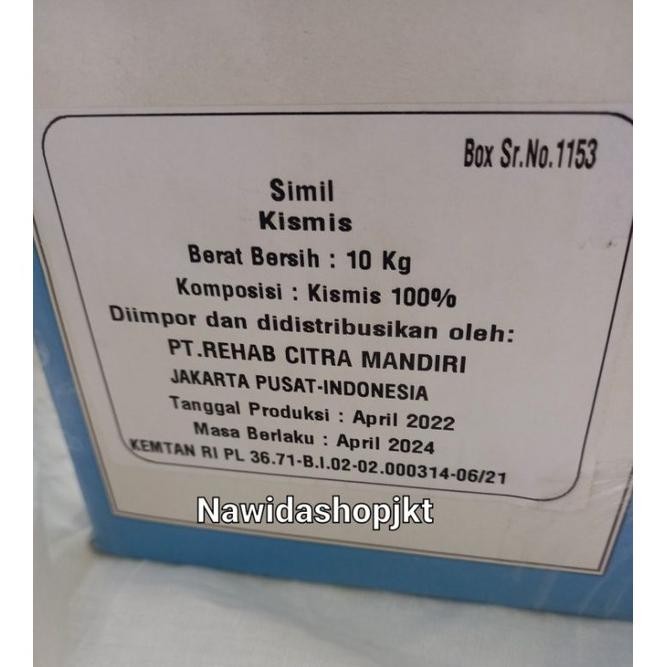 Box Sr.No.1153
Simil
Kismis
Berat Bersih : 10 Kg
Komposisi : Kismis 100%
Diimpor dan didistribusikan oleh:
PT.REHAB CITRA MANDIRI
JAKARTA PUSAT-INDONESIA
Tanggal Produksi : April 2022
Masa Berlaku : April 2024
KEMTAN RI PL 36.71-B.I.02-02.000314-06/21
Nawidashopjkt